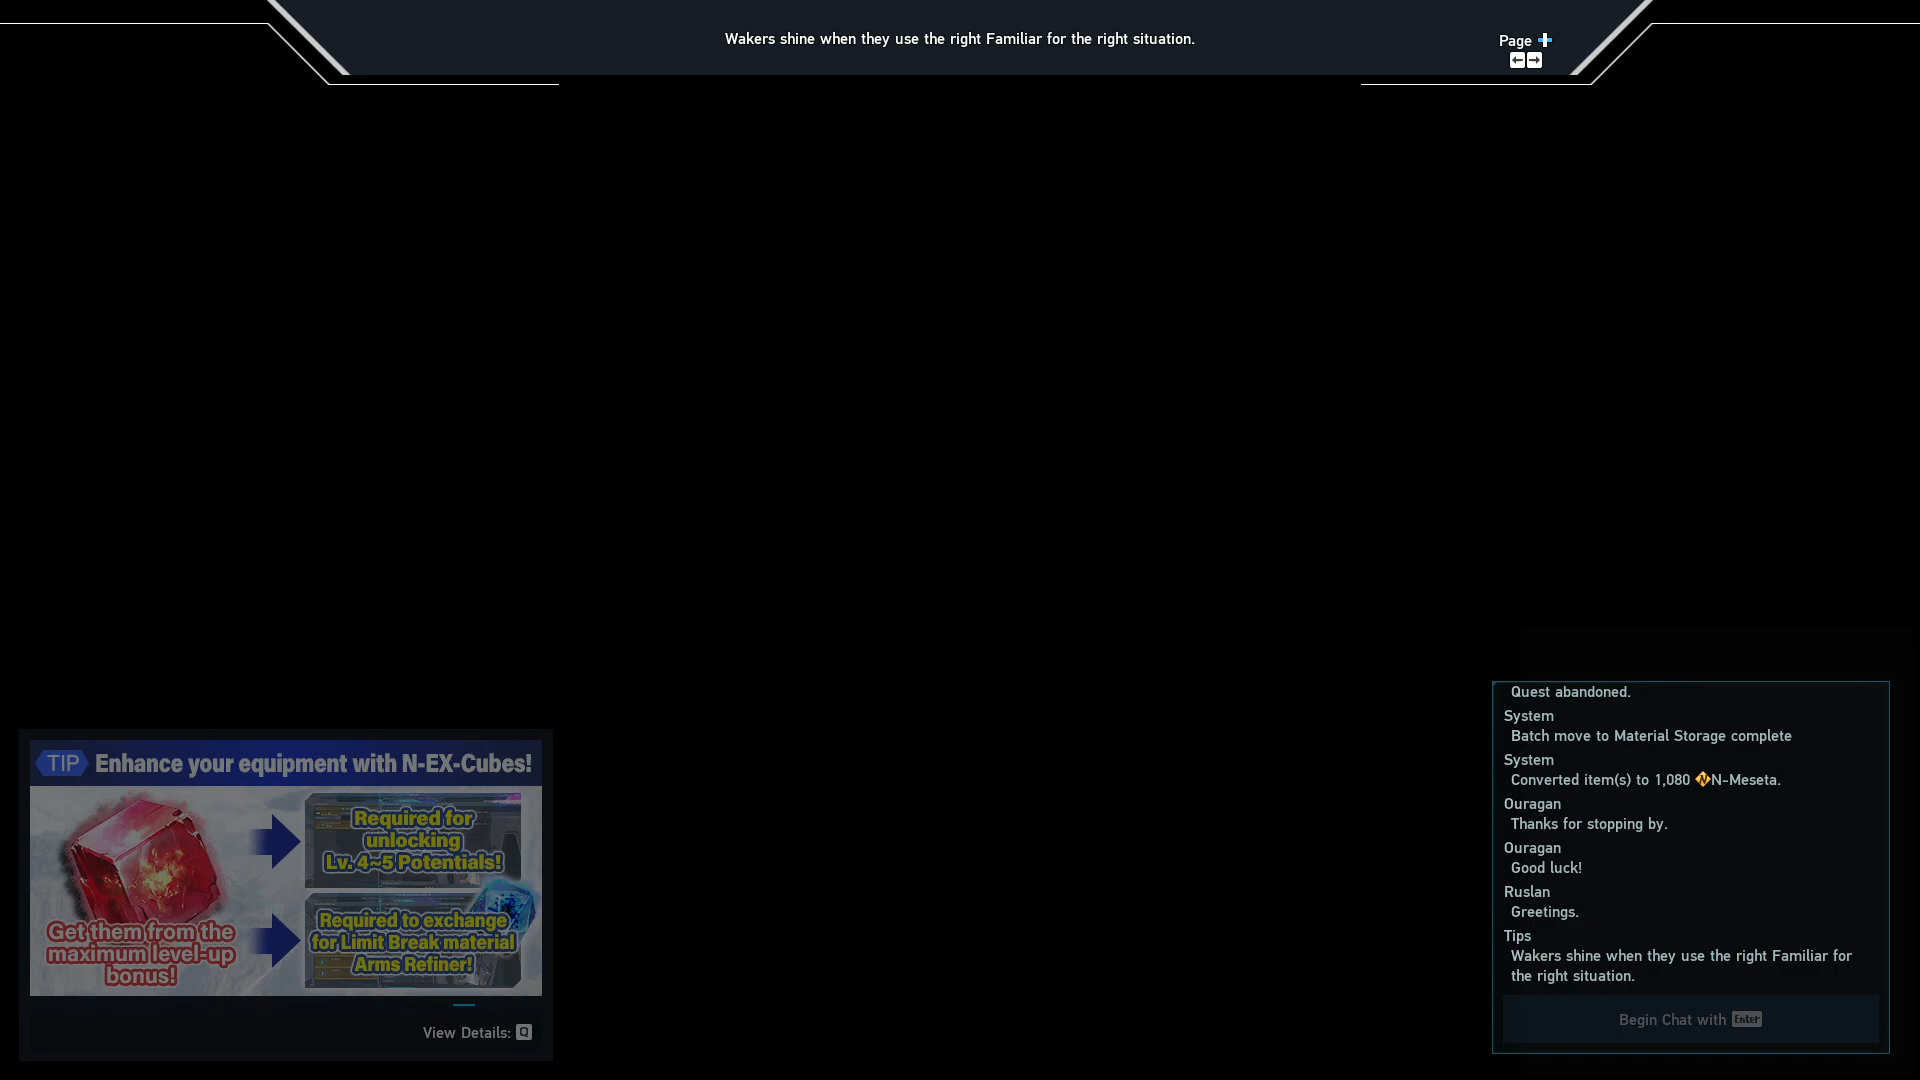 Wakers shine when they use the right Familiar for the right situation.
Page
Quest abandoned.
System
Batch move to Material Storage complete
System
Converted item(s) to 1,080 N-Meseta.
Ouragan
Thanks for stopping by.
Ouragan
Good luck!
Ruslan
Greetings.
Tips
Wakers shine when they use the right Familiar for
the right situation.
Begin Chat with Enter
TIP Enhance your equipment with N-EX-Cubes!
Get them from the
maximum level-up
bonus!
Required for
unlocking
Lv. 4~5 Potentials!
Required to exchange
for Limit Break material
Arms Refiner!
View Details: Q